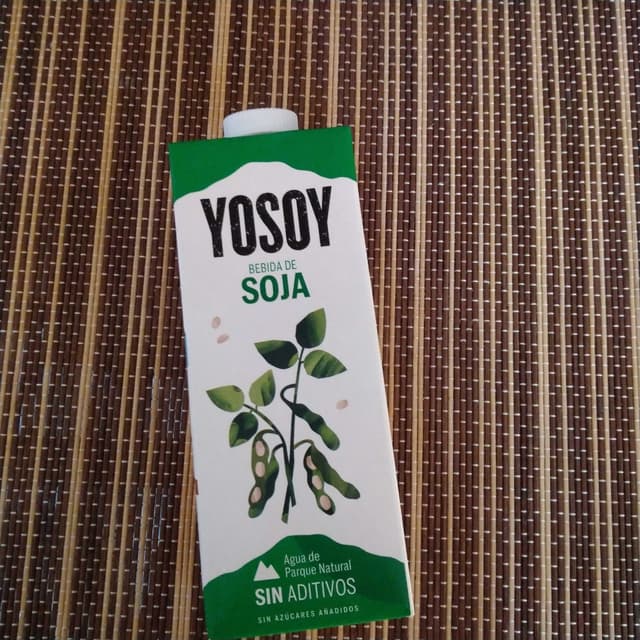 YOSOY
BEBIDA DE
SOJA
Agua de
Parque Natural
SIN ADITIVOS
SIN AZÚCARES AÑADIDOS